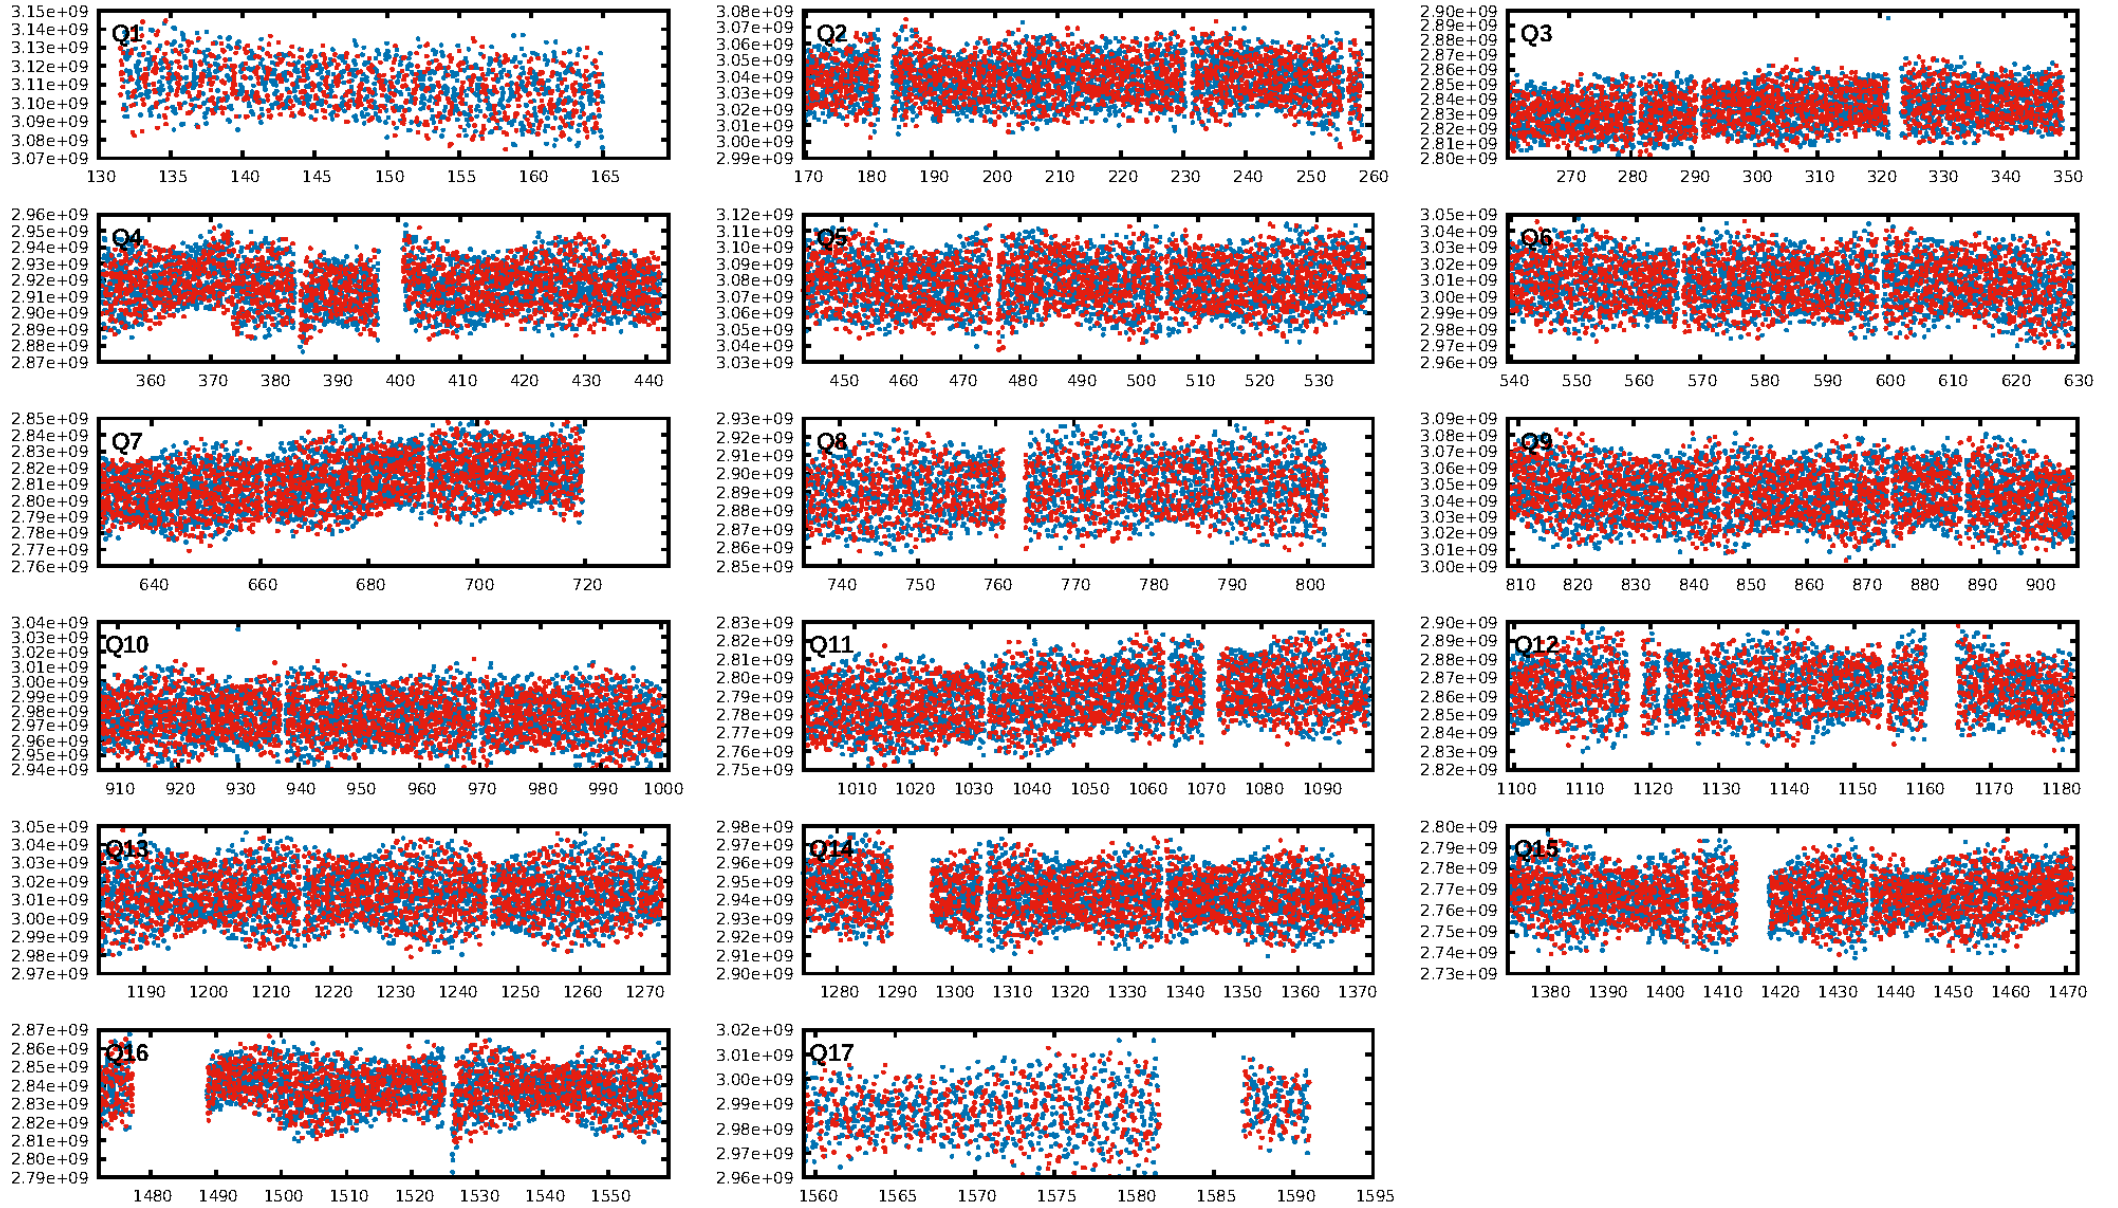 3.15e+09
3.14e+09
3.13e+09
3.12e+09
3.11e+09
3.10e+09
3.09e+09
3.08e+09
3.07e+09
Q1
130 135 140 145 150 155 160 165
3.08e+09
3.07e+09
3.06e+09
3.05e+09
3.04e+09
3.03e+09
3.02e+09
3.01e+09
3.00e+09
2.99e+09
Q2
170 180 190 200 210 220 230 240 250 260
2.90e+09
2.89e+09
2.88e+09
2.87e+09
2.86e+09
2.85e+09
2.84e+09
2.83e+09
2.82e+09
2.81e+09
2.80e+09
Q3
270 280 290 300 310 320 330 340 350
2.96e+09
2.95e+09
2.94e+09
2.93e+09
2.92e+09
2.91e+09
2.90e+09
2.89e+09
2.88e+09
2.87e+09
Q4
360 370 380 390 400 410 420 430 440
3.12e+09
3.11e+09
3.10e+09
3.09e+09
3.08e+09
3.07e+09
3.06e+09
3.05e+09
3.04e+09
3.03e+09
Q5
450 460 470 480 490 500 510 520 530
3.05e+09
3.04e+09
3.03e+09
3.02e+09
3.01e+09
3.00e+09
2.99e+09
2.98e+09
2.97e+09
2.96e+09
Q6
540 550 560 570 580 590 600 610 620 630
2.85e+09
2.84e+09
2.83e+09
2.82e+09
2.81e+09
2.80e+09
2.79e+09
2.78e+09
2.77e+09
2.76e+09
Q7
640 660 680 700 720
2.93e+09
2.92e+09
2.91e+09
2.90e+09
2.89e+09
2.88e+09
2.87e+09
2.86e+09
2.85e+09
Q8
740 750 760 770 780 790 800
3.09e+09
3.08e+09
3.07e+09
3.06e+09
3.05e+09
3.04e+09
3.03e+09
3.02e+09
3.01e+09
3.00e+09
Q9
810 820 830 840 850 860 870 880 890 900
3.04e+09
3.03e+09
3.02e+09
3.01e+09
3.00e+09
2.99e+09
2.98e+09
2.97e+09
2.96e+09
2.95e+09
2.94e+09
Q10
910 920 930 940 950 960 970 980 990 1000
2.83e+09
2.82e+09
2.81e+09
2.80e+09
2.79e+09
2.78e+09
2.77e+09
2.76e+09
2.75e+09
Q11
1010 1020 1030 1040 1050 1060 1070 1080 1090
2.90e+09
2.89e+09
2.88e+09
2.87e+09
2.86e+09
2.85e+09
2.84e+09
2.83e+09
2.82e+09
Q12
1100 1110 1120 1130 1140 1150 1160 1170 1180
3.05e+09
3.04e+09
3.03e+09
3.02e+09
3.01e+09
3.00e+09
2.99e+09
2.98e+09
2.97e+09
Q13
1190 1200 1210 1220 1230 1240 1250 1260 1270
2.98e+09
2.97e+09
2.96e+09
2.95e+09
2.94e+09
2.93e+09
2.92e+09
2.91e+09
2.90e+09
Q14
1280 1290 1300 1310 1320 1330 1340 1350 1360 1370
2.80e+09
2.79e+09
2.78e+09
2.77e+09
2.76e+09
2.75e+09
2.74e+09
2.73e+09
Q15
1380 1390 1400 1410 1420 1430 1440 1450 1460 1470
2.87e+09
2.86e+09
2.85e+09
2.84e+09
2.83e+09
2.82e+09
2.81e+09
2.80e+09
2.79e+09
Q16
1480 1490 1500 1510 1520 1530 1540 1550
3.02e+09
3.01e+09
3.00e+09
2.99e+09
2.98e+09
2.97e+09
2.96e+09
Q17
1560 1565 1570 1575 1580 1585 1590 1595